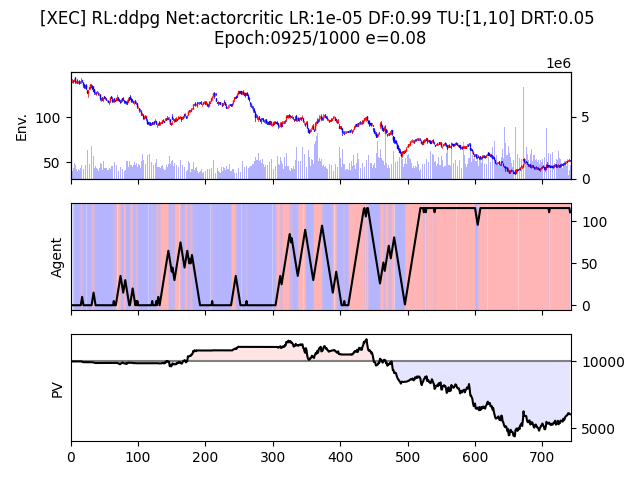 [XEC] RL:ddpg Net:actorcritic LR:1e-05 DF:0.99 TU:[1,10] DRT:0.05
Epoch:0925/1000 e=0.08
1e6
Env.
100
50
5
0
Agent
100
50
0
PV
10000
5000
0 100 200 300 400 500 600 700